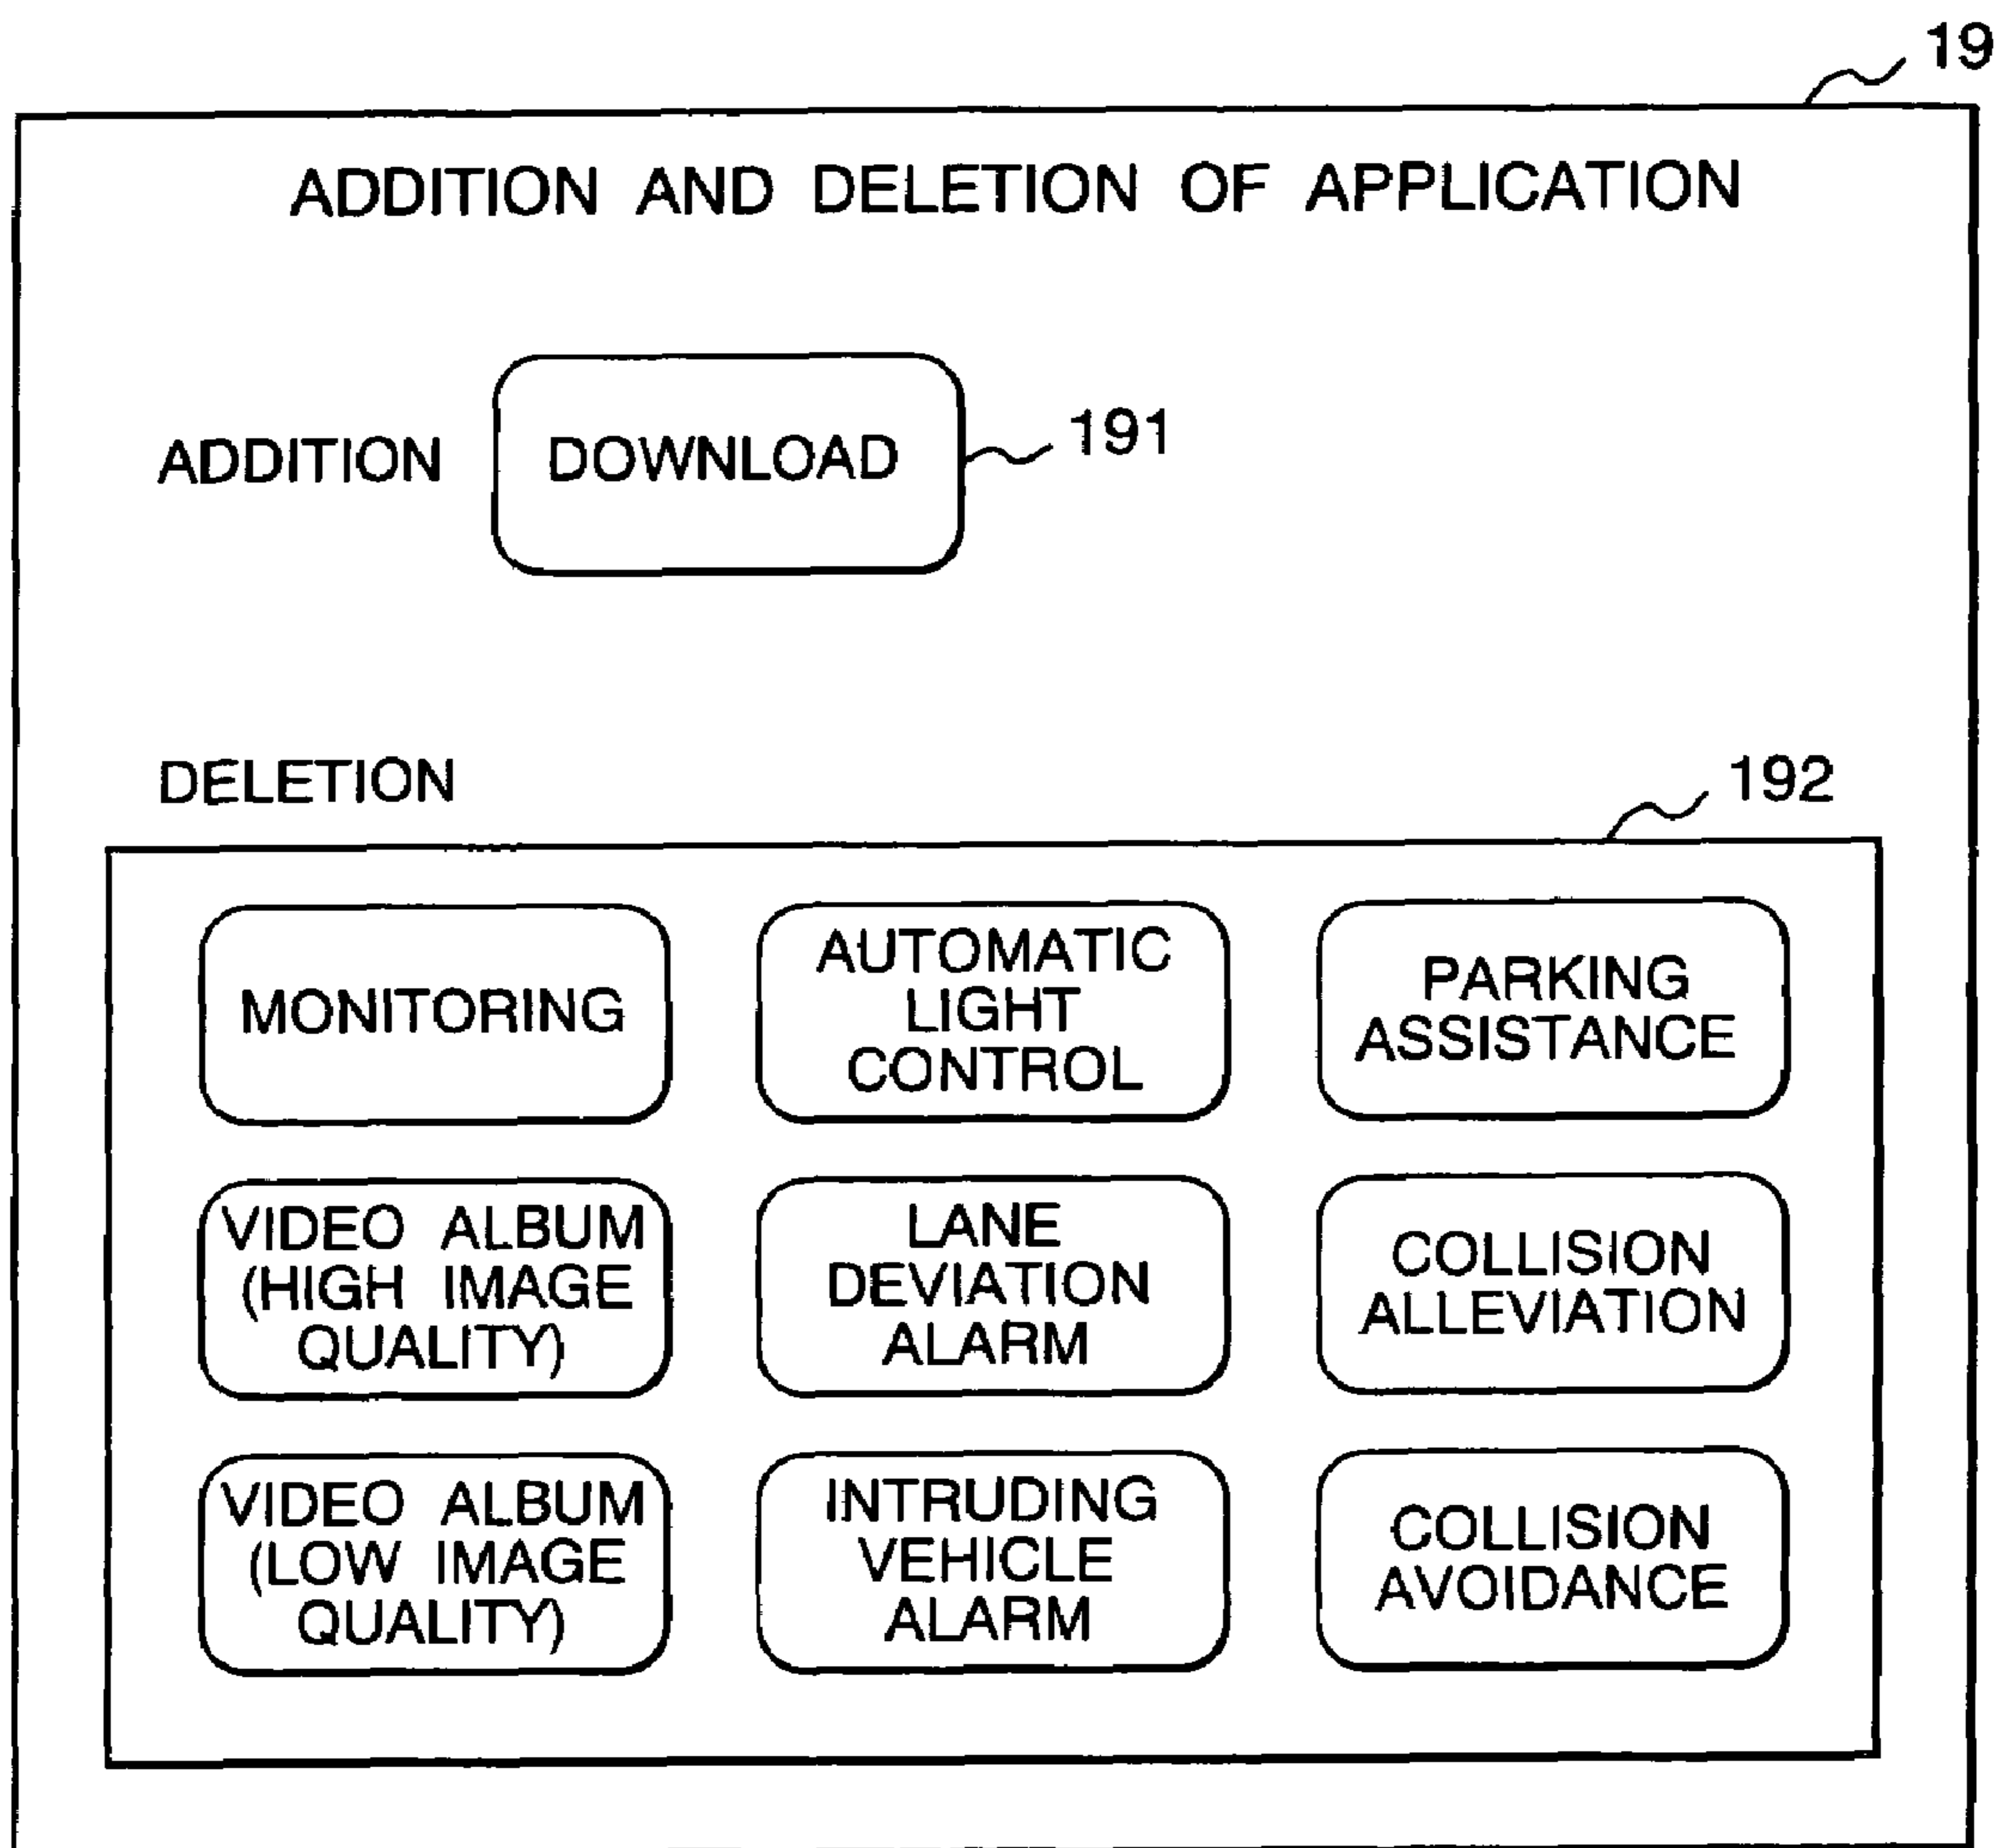 19
ADDITION AND DELETION OF APPLICATION
ADDITION
DOWNLOAD
191
DELETION
192
MONITORING
AUTOMATIC
LIGHT
CONTROL
PARKING
ASSISTANCE
VIDEO ALBUM
(HIGH IMAGE
QUALITY)
LANE
DEVIATION
ALARM
COLLISION
ALLEVIATION
VIDEO ALBUM
(LOW IMAGE
QUALITY)
INTRUDING
VEHICLE
ALARM
COLLISION
AVOIDANCE